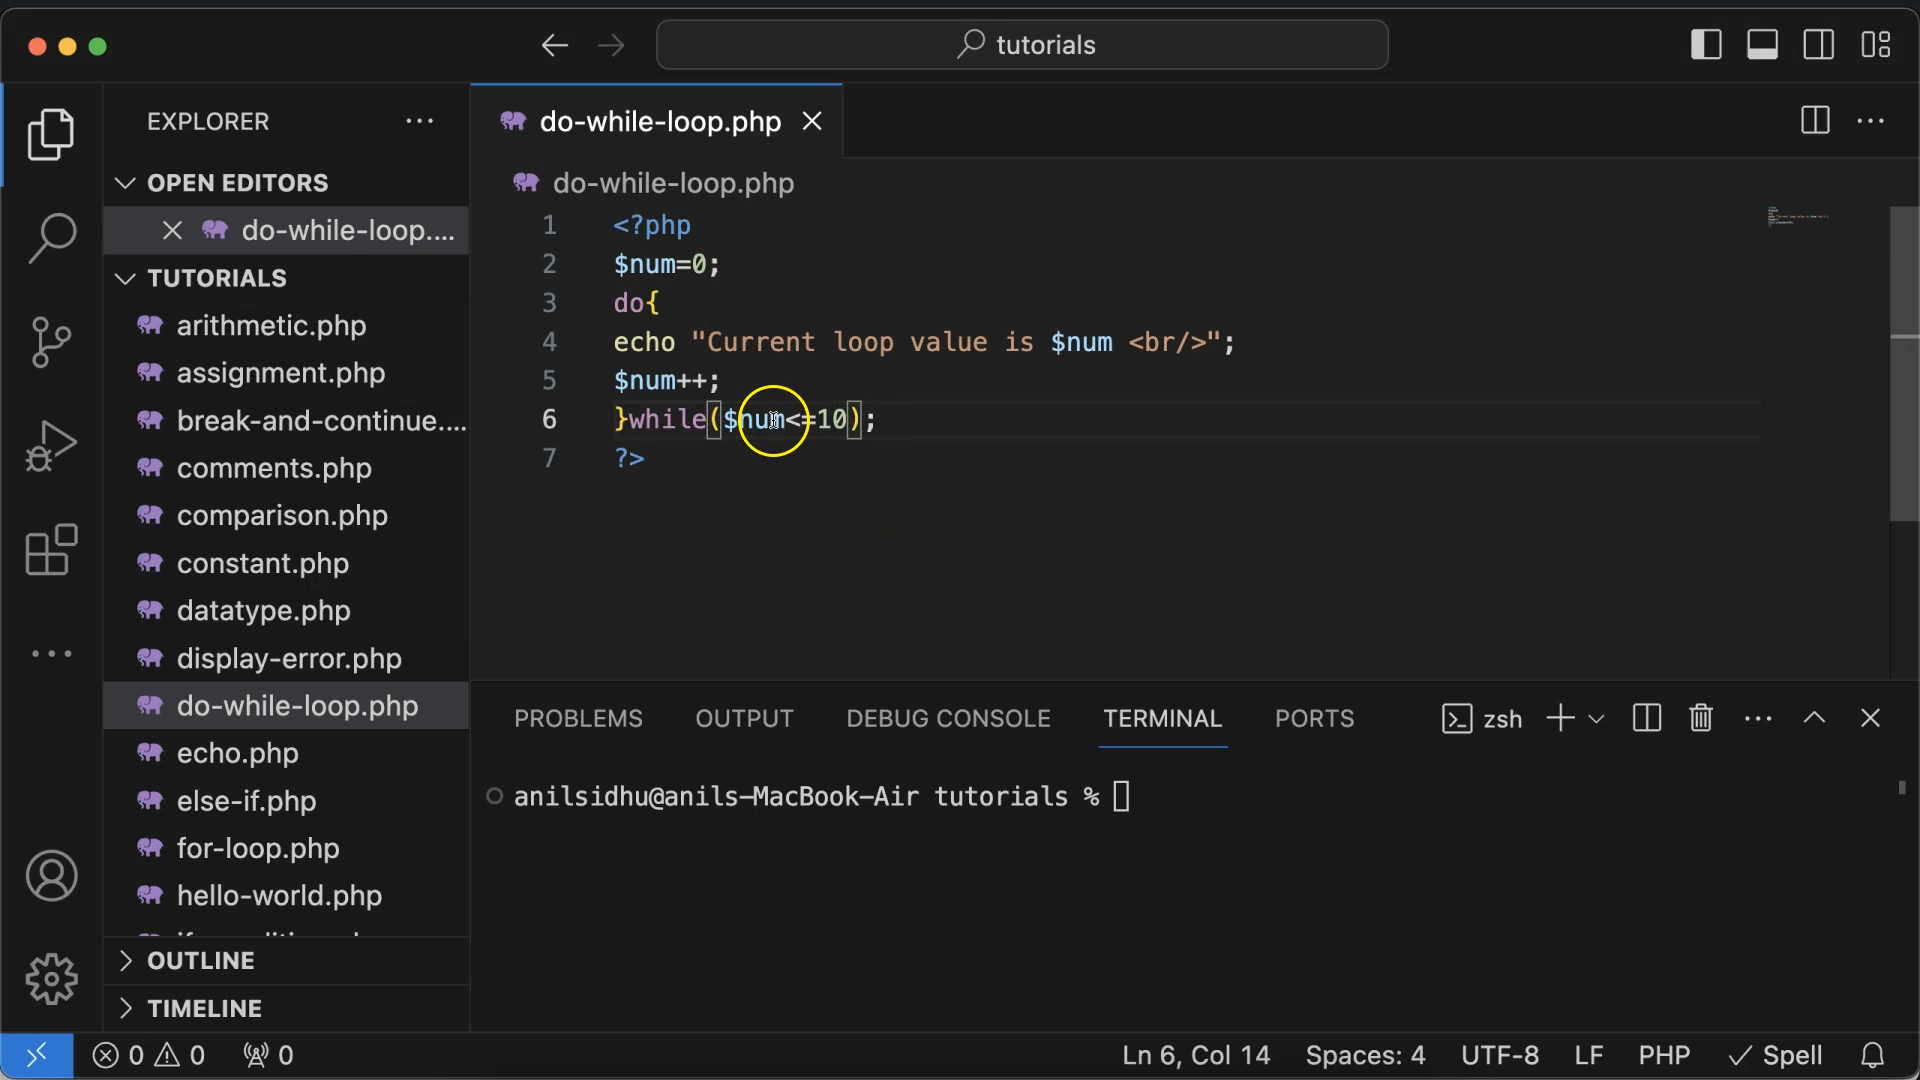 tutorials
EXPLORER
OPEN EDITORS
do-while-loop....
TUTORIALS
arithmetic.php
assignment.php
break-and-continue....
comments.php
comparison.php
constant.php
datatype.php
display-error.php
do-while-loop.php
echo.php
else-if.php
for-loop.php
hello-world.php
OUTLINE
TIMELINE
do-while-loop.php
do-while-loop.php
1 <?php
2 $num=0;
3 do{
4 echo "Current loop value is $num <br/>";
5 $num++;
6 }while($num<=10);
7 ?>
PROBLEMS OUTPUT DEBUG CONSOLE TERMINAL PORTS zsh
anilsidhu@anils-MacBook-Air tutorials %
0 0 0 Ln 6, Col 14 Spaces: 4 UTF-8 LF PHP Spell